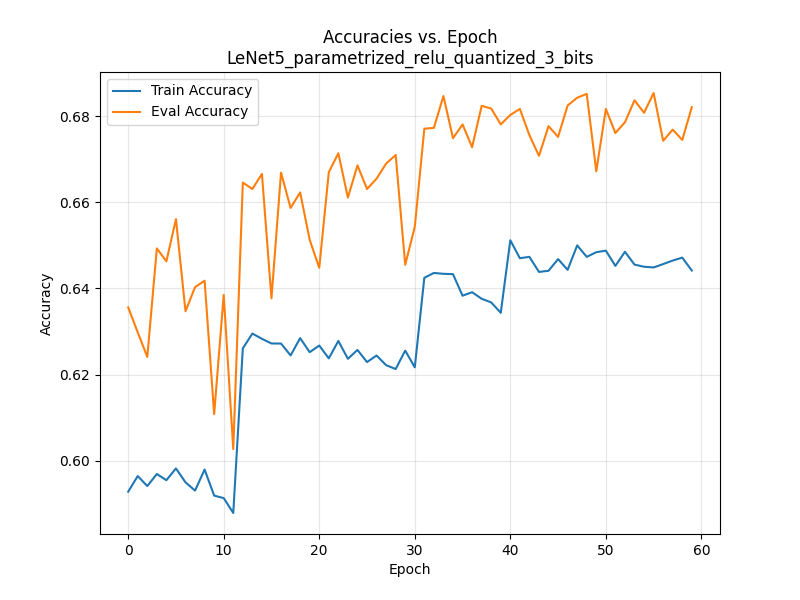 Accuracies vs. Epoch
LeNet5_parametrized_relu_quantized_3_bits
Train Accuracy
Eval Accuracy
Accuracy
0.68
0.66
0.64
0.62
0.60
0 10 20 30 40 50 60
Epoch